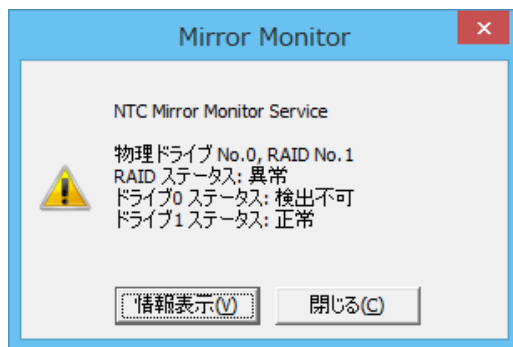 Mirror Monitor
NTC Mirror Monitor Service
物理ドライブ No.0, RAID No.1
RAID ステータス: 異常
ドライブ0 ステータス: 検出不可
ドライブ1 ステータス: 正常
情報表示(V)
閉じる(C)